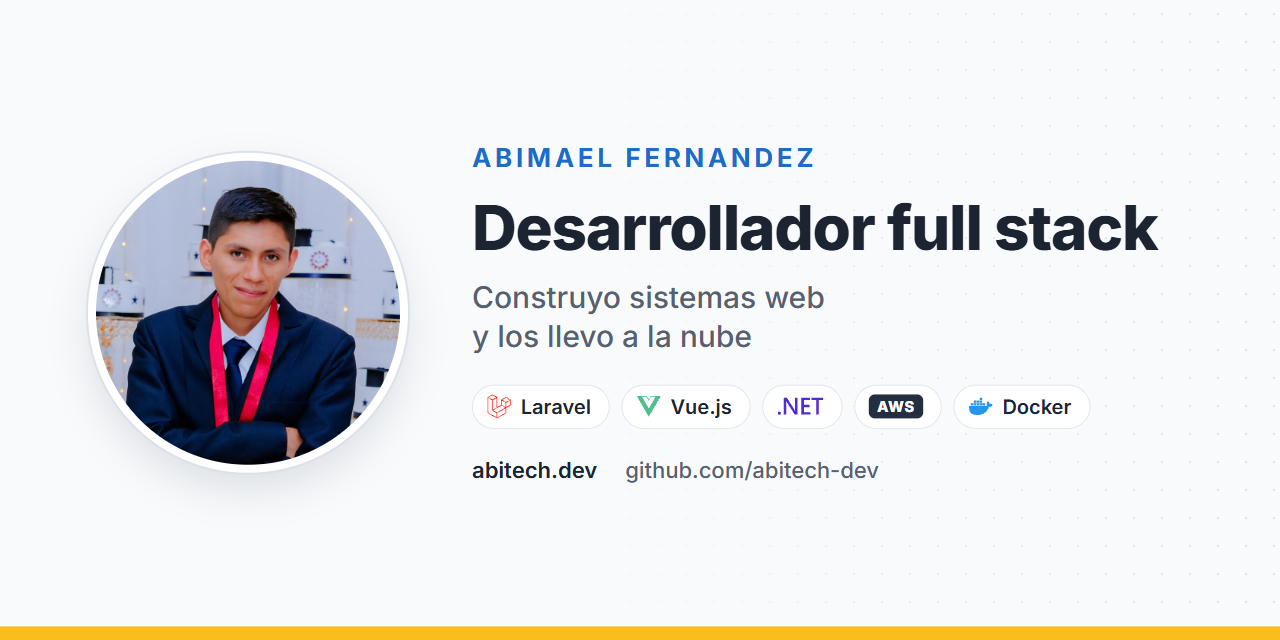 ABIMAEL FERNANDEZ
Desarrollador full stack
Construyo sistemas web
y los llevo a la nube
Laravel Vue.js .NET AWS Docker
abitech.dev github.com/abitech-dev